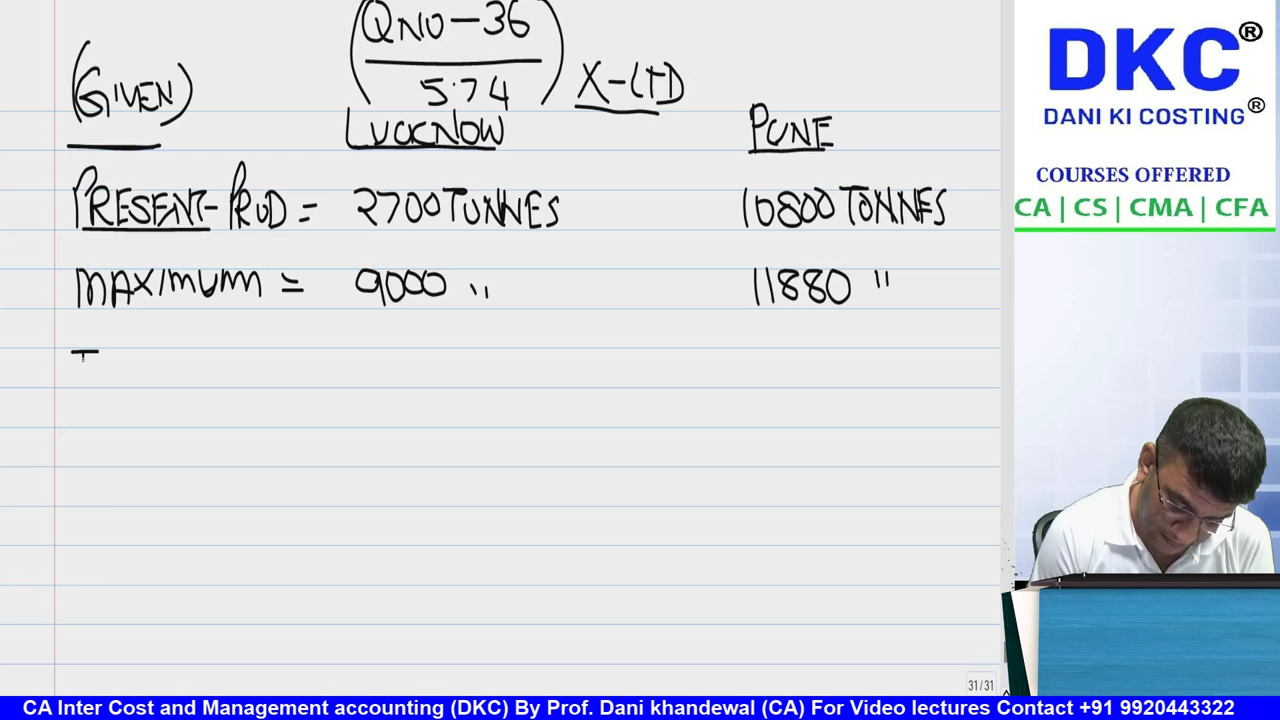 (QNO-36
5.74)
(GIVEN)
X-LTD
LUCKNOW
PUNE
PRESENT-PROD = 2700 TONNES 10800 TONNES
MAXIMUM = 9000 " 11880 "
31/31
DKC®
DANI KI COSTING®
COURSES OFFERED
CA | CS | CMA | CFA
CA Inter Cost and Management accounting (DKC) By Prof. Dani khandewal (CA) For Video lectures Contact +91 9920443322